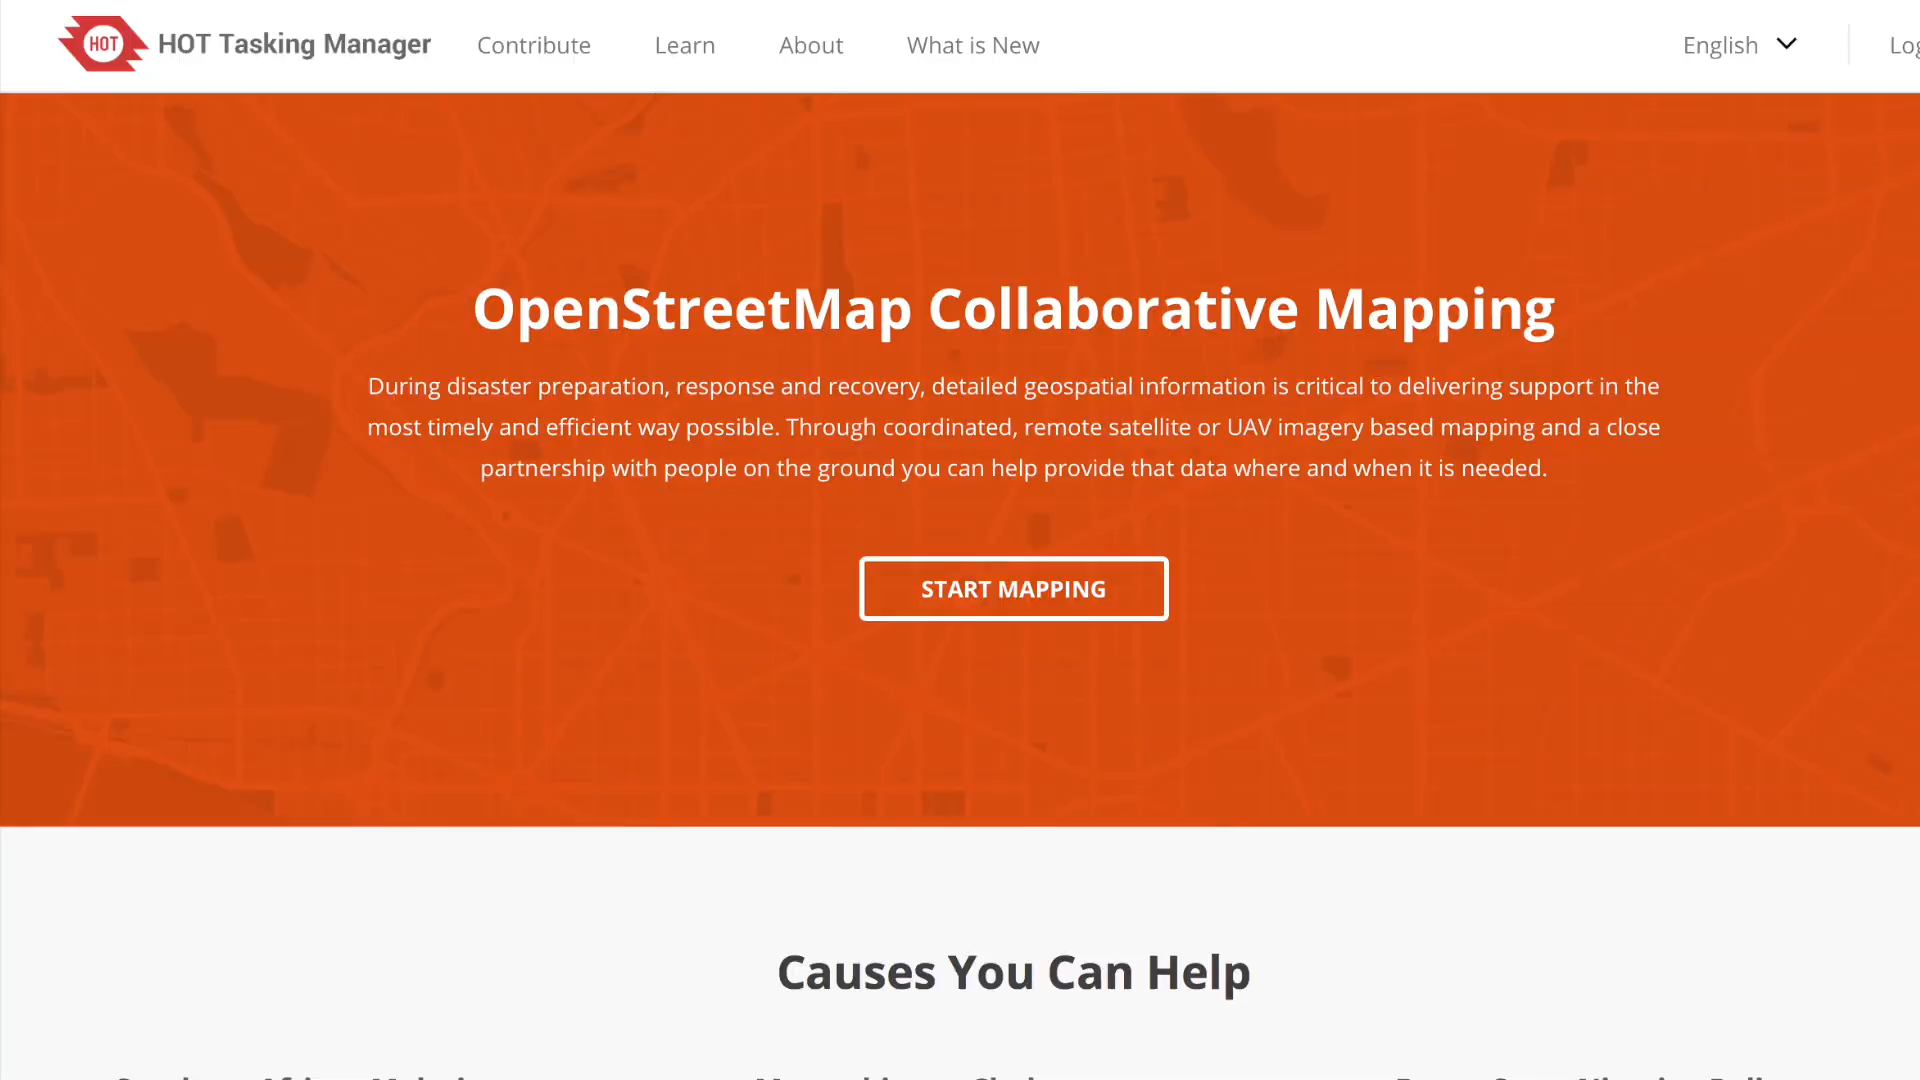 HOT
HOT Tasking Manager
Contribute
Learn
About
What is New
English
OpenStreetMap Collaborative Mapping
During disaster preparation, response and recovery, detailed geospatial information is critical to delivering support in the
most timely and efficient way possible. Through coordinated, remote satellite or UAV imagery based mapping and a close
partnership with people on the ground you can help provide that data where and when it is needed.
START MAPPING
Causes You Can Help